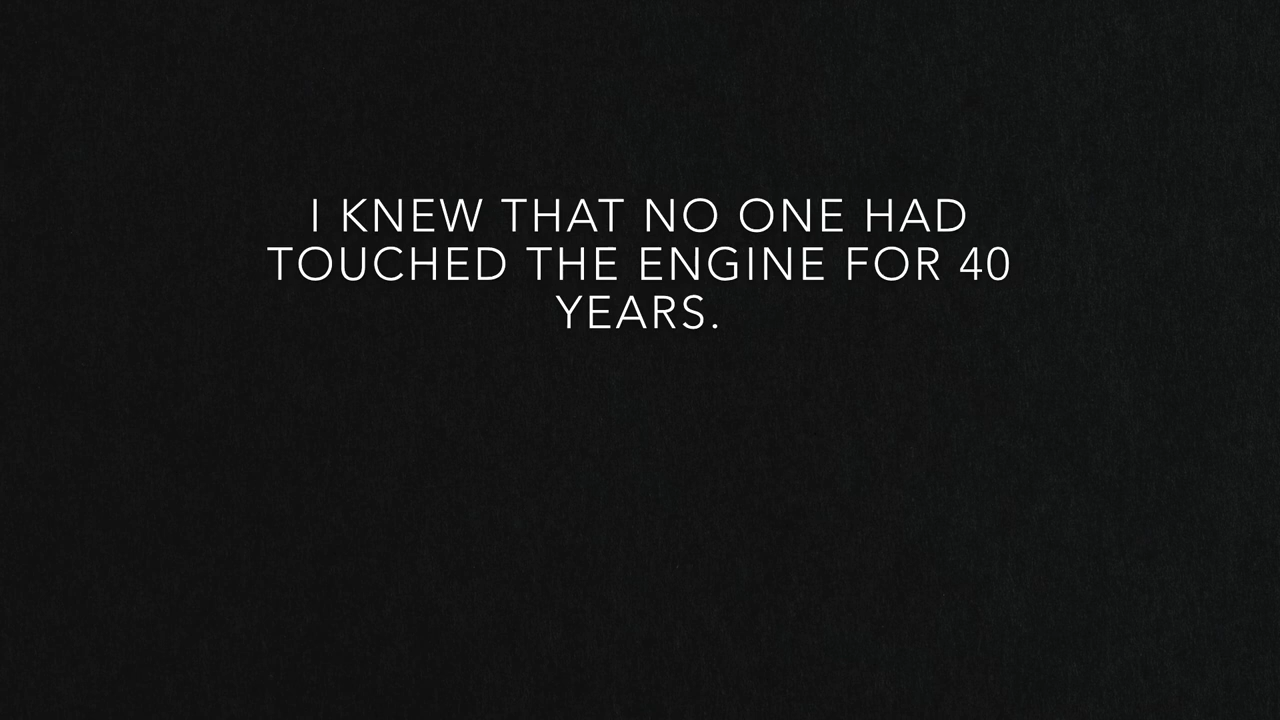 I KNEW THAT NO ONE HAD
TOUCHED THE ENGINE FOR 40
YEARS.